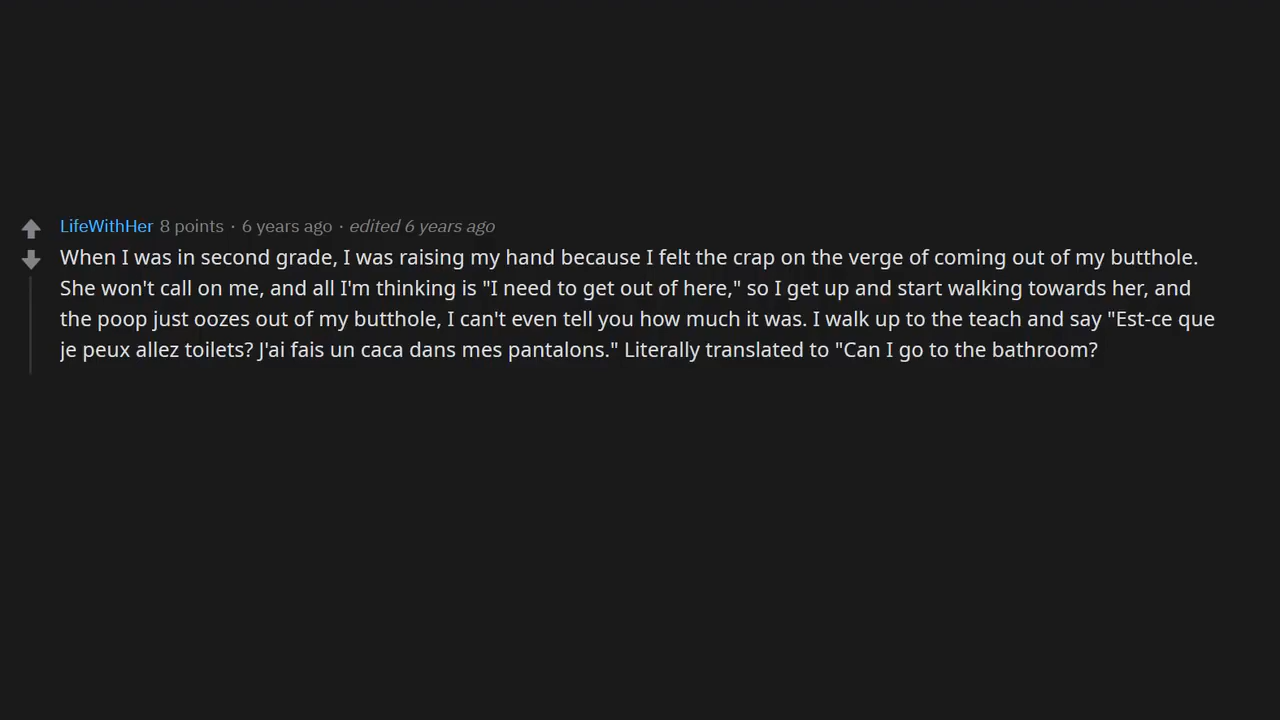 LifeWithHer 8 points · 6 years ago · edited 6 years ago
When I was in second grade, I was raising my hand because I felt the crap on the verge of coming out of my butthole.
She won't call on me, and all I'm thinking is "I need to get out of here," so I get up and start walking towards her, and
the poop just oozes out of my butthole, I can't even tell you how much it was. I walk up to the teach and say "Est-ce que
je peux allez toilets? J'ai fais un caca dans mes pantalons." Literally translated to "Can I go to the bathroom?